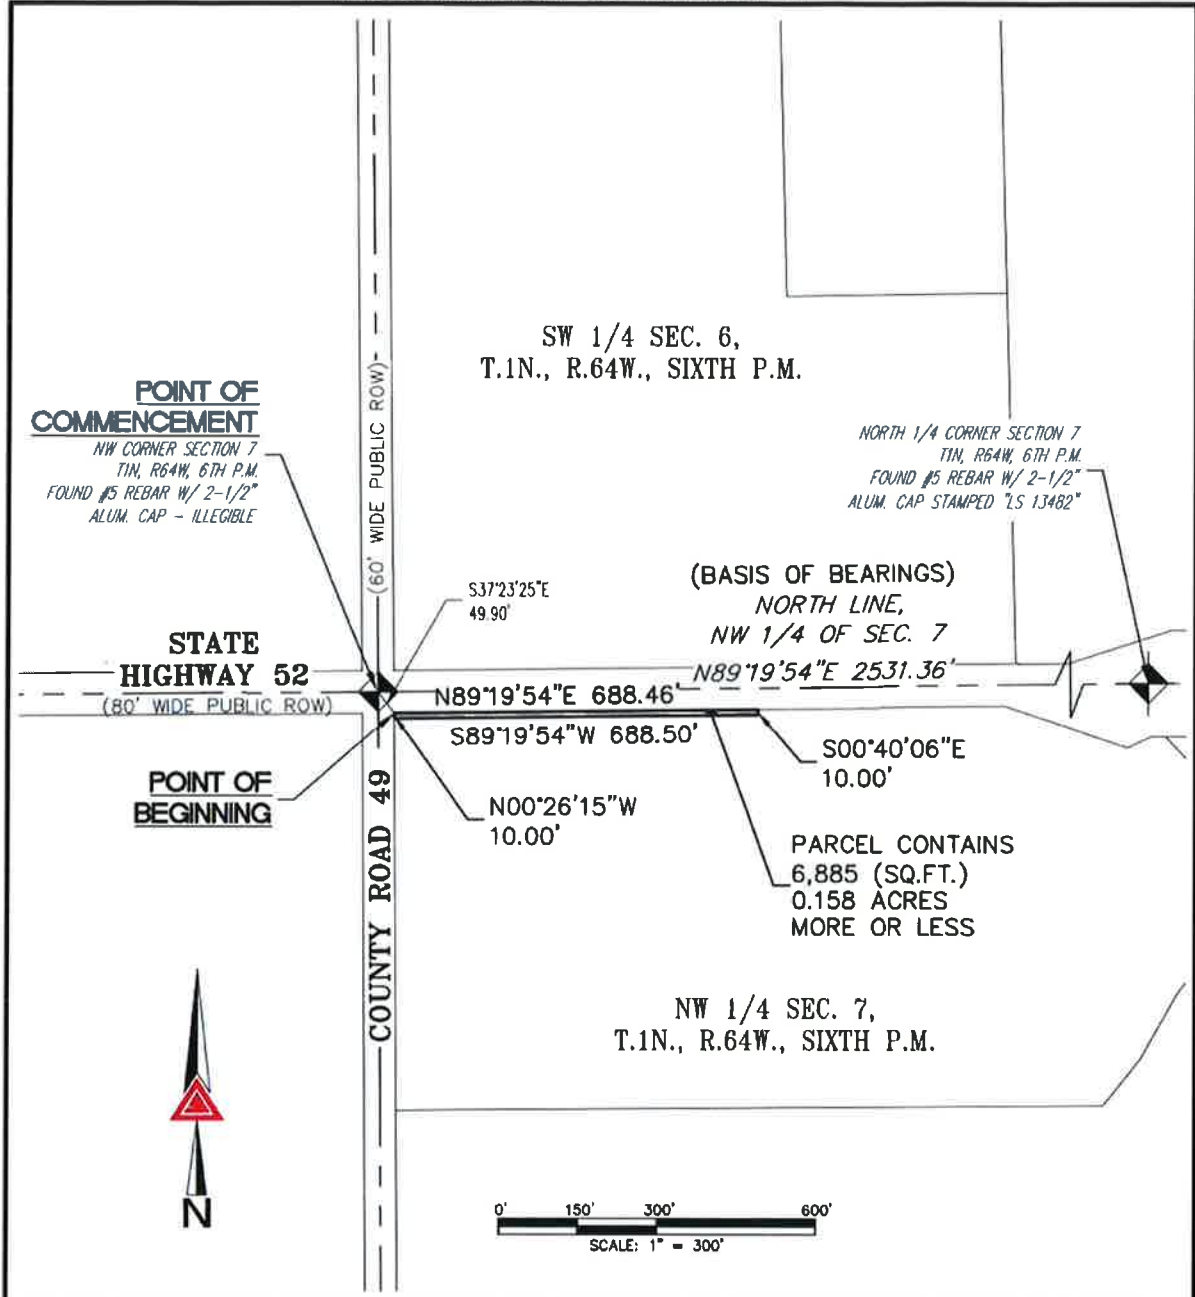 SW 1/4 SEC. 6,
T.1N., R.64W., SIXTH P.M.
POINT OF
COMMENCEMENT
NW CORNER SECTION 7
T1N, R64W, 6TH P.M.
FOUND #5 REBAR W/ 2-1/2"
ALUM. CAP - ILLEGIBLE
(60' WIDE PUBLIC ROW)
NORTH 1/4 CORNER SECTION 7
T1N, R64W, 6TH P.M.
FOUND #5 REBAR W/ 2-1/2"
ALUM. CAP STAMPED "LS 13482"
S37°23'25"E
49.90'
(BASIS OF BEARINGS)
NORTH LINE,
NW 1/4 OF SEC. 7
N89°19'54"E 2531.36'
STATE
HIGHWAY 52
(80' WIDE PUBLIC ROW)
N89°19'54"E 688.46'
S89°19'54"W 688.50'
S00°40'06"E
10.00'
POINT OF
BEGINNING
N00°26'15"W
10.00'
COUNTY ROAD 49
PARCEL CONTAINS
6,885 (SQ.FT.)
0.158 ACRES
MORE OR LESS
NW 1/4 SEC. 7,
T.1N., R.64W., SIXTH P.M.
N
0' 150' 300' 600'
SCALE: 1" = 300'